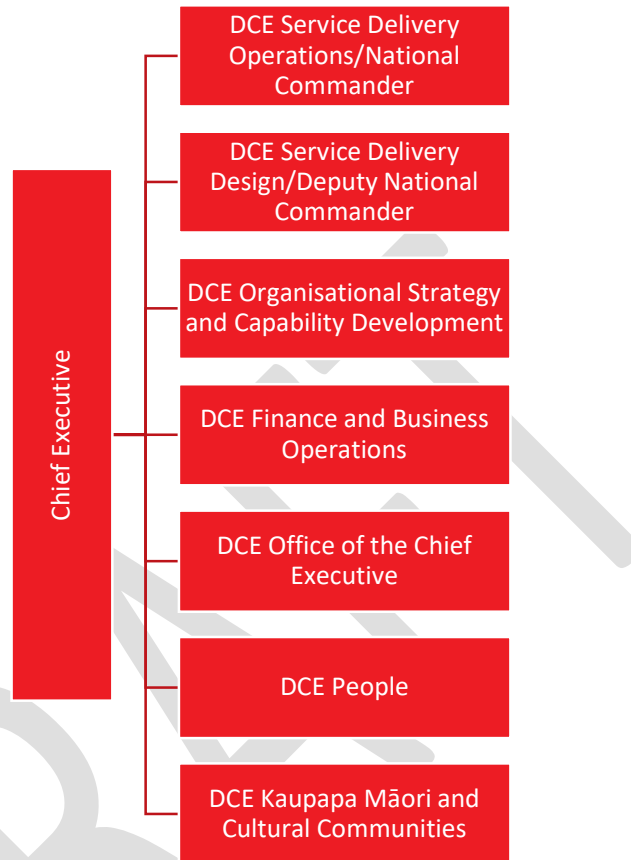 DCE Service Delivery
Operations/National
Commander
DCE Service Delivery
Design/Deputy National
Commander
DCE Organisational Strategy
and Capability Development
Chief Executive
DCE Finance and Business
Operations
DCE Office of the Chief
Executive
DCE People
DCE Kaupapa Māori and
Cultural Communities